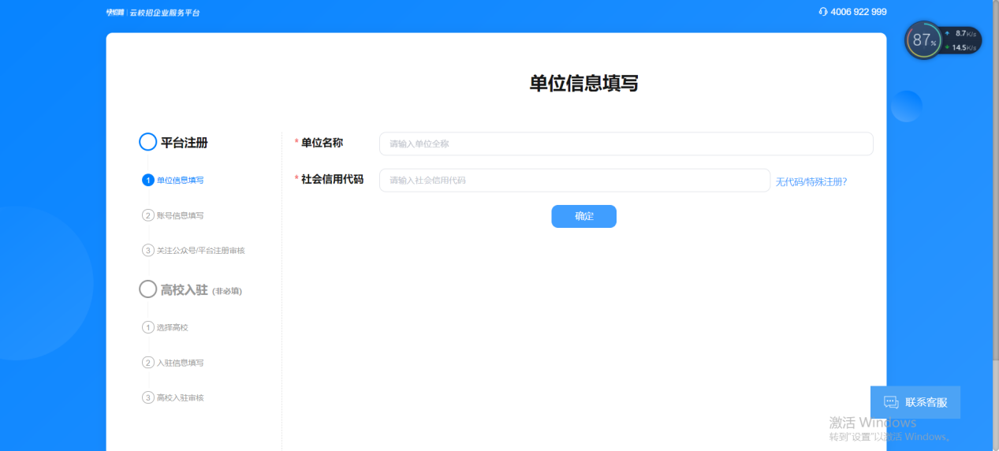 云校招企业服务平台
4006 922 999
87%
8.7K/s
14.5K/s
单位信息填写
平台注册
* 单位名称
请输入单位全称
1 单位信息填写
* 社会信用代码
请输入社会信用代码
无代码/特殊注册?
2 账号信息填写
确定
3 关注公众号/平台注册审核
高校入驻 (非必填)
1 选择高校
2 入驻信息填写
3 高校入驻审核
联系客服
激活 Windows
转到"设置"以激活 Windows。